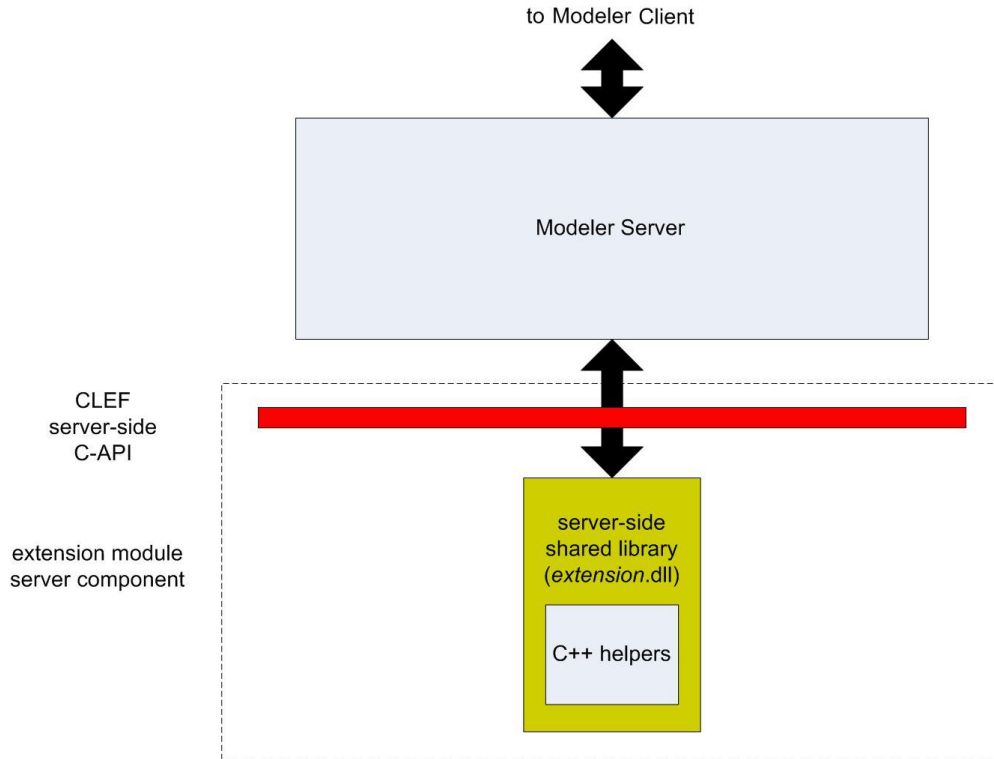 to Modeler Client
Modeler Server
CLEF
server-side
C-API
server-side
shared library
(extension.dll)
extension module
server component
C++ helpers